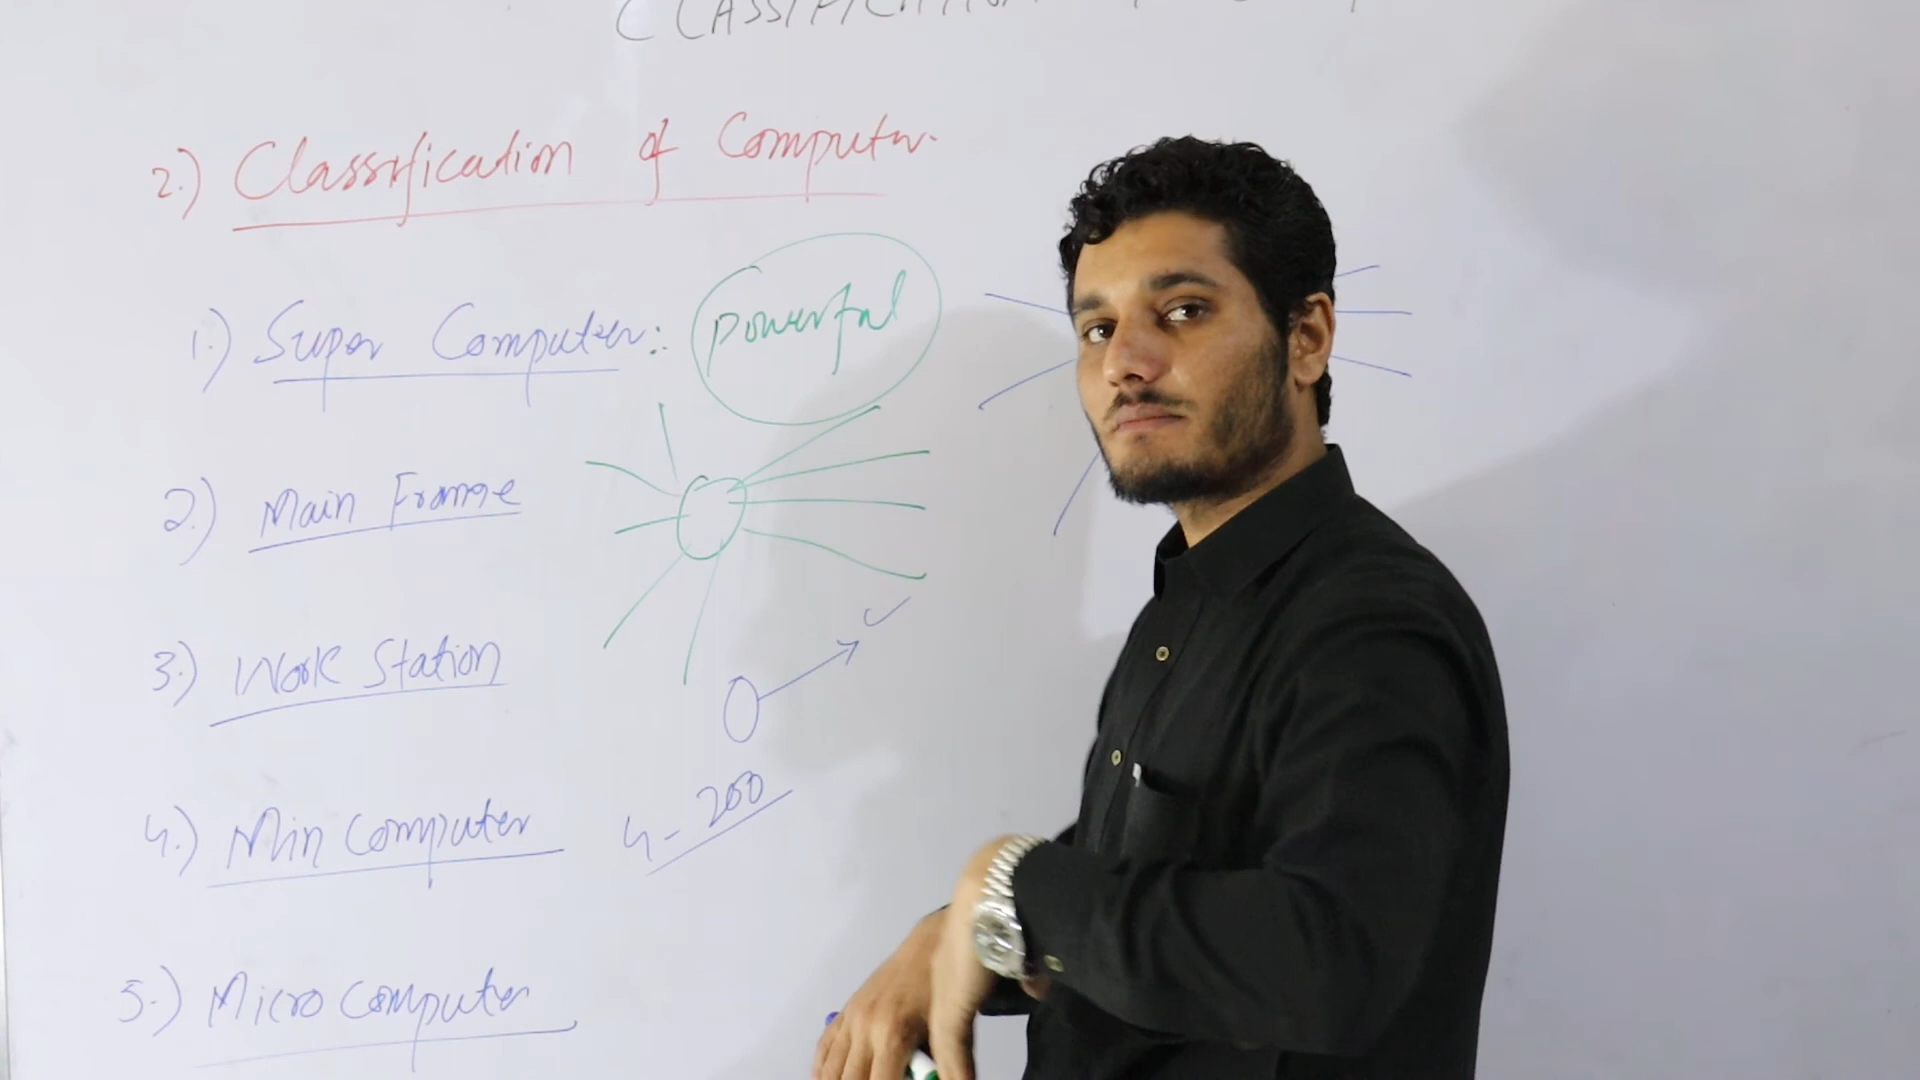 CLASSIFICATION
2.) Classification of Computer.
1.) Super Computer: powerful
2) Main Frame
3.) Work Station
4.) Min Computer 4-200
5.) Micro Computer